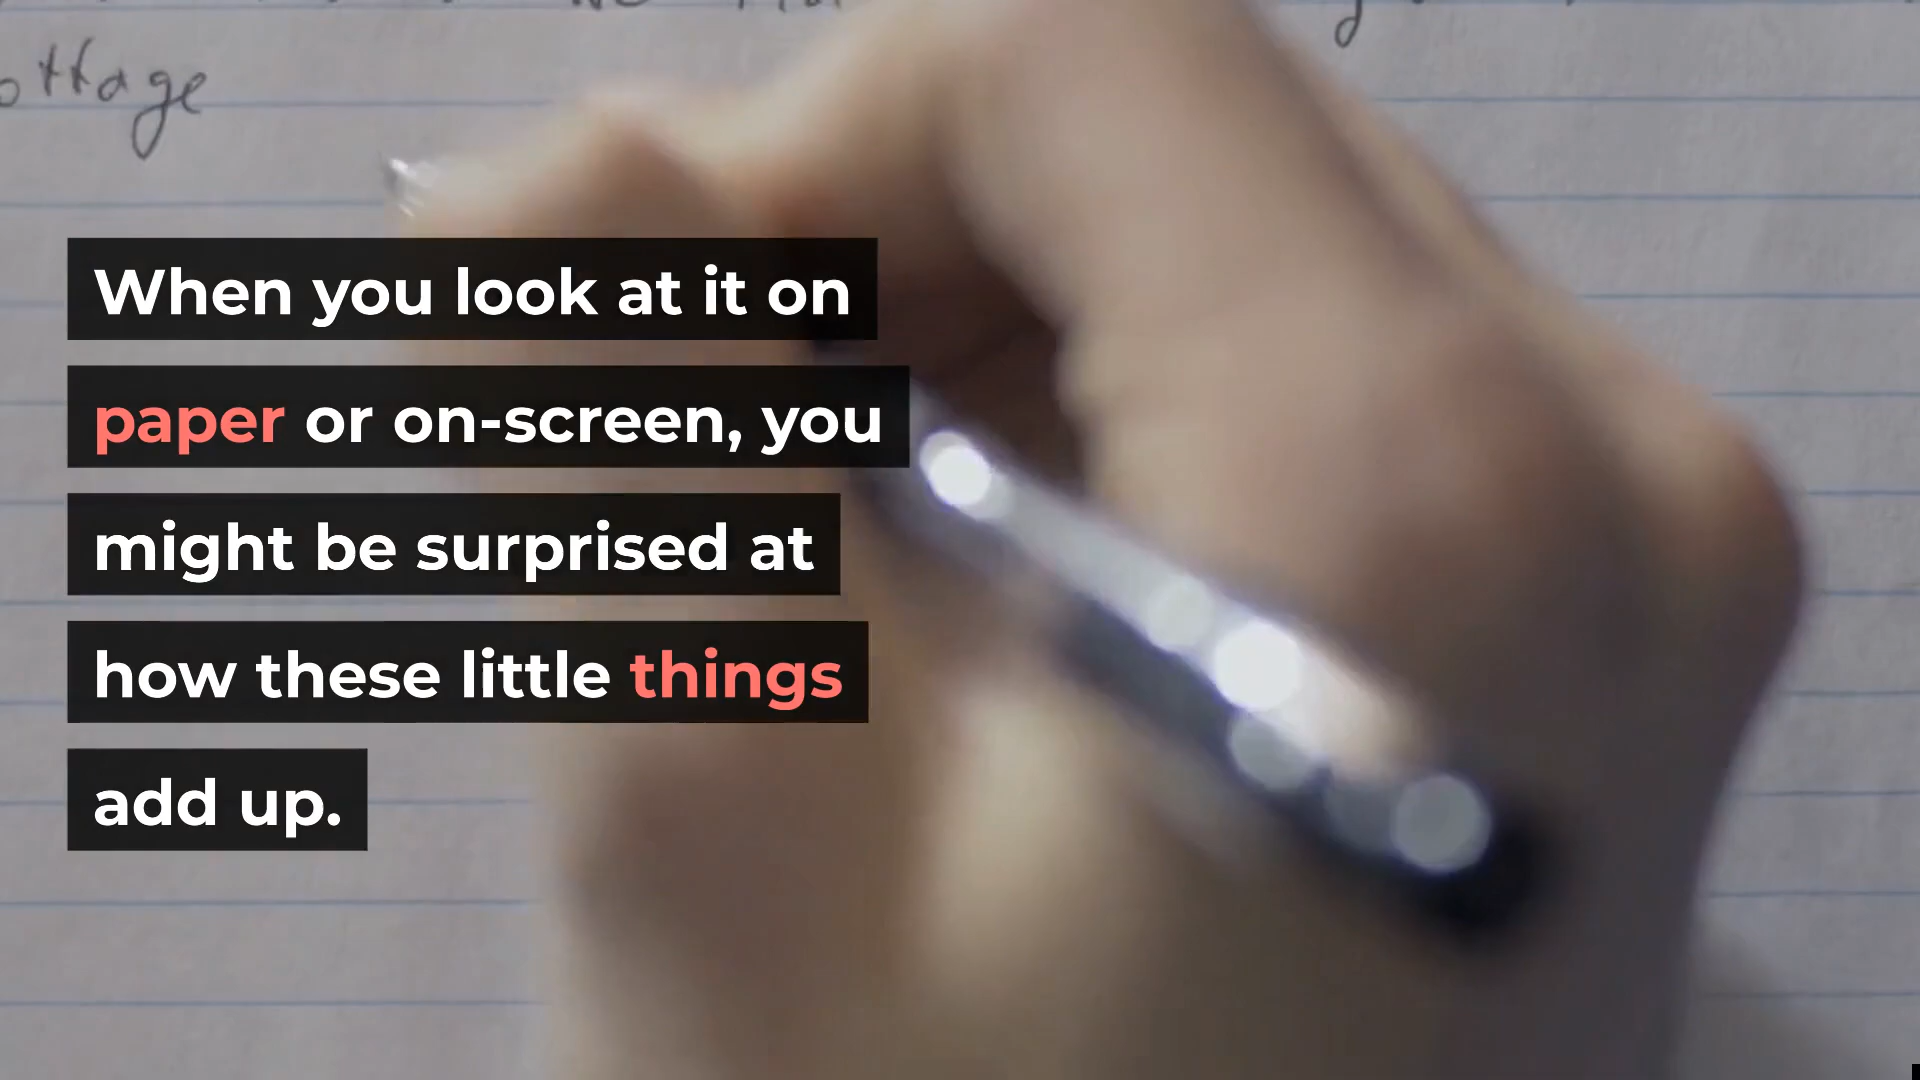 ottage
When you look at it on
paper or on-screen, you
might be surprised at
how these little things
add up.